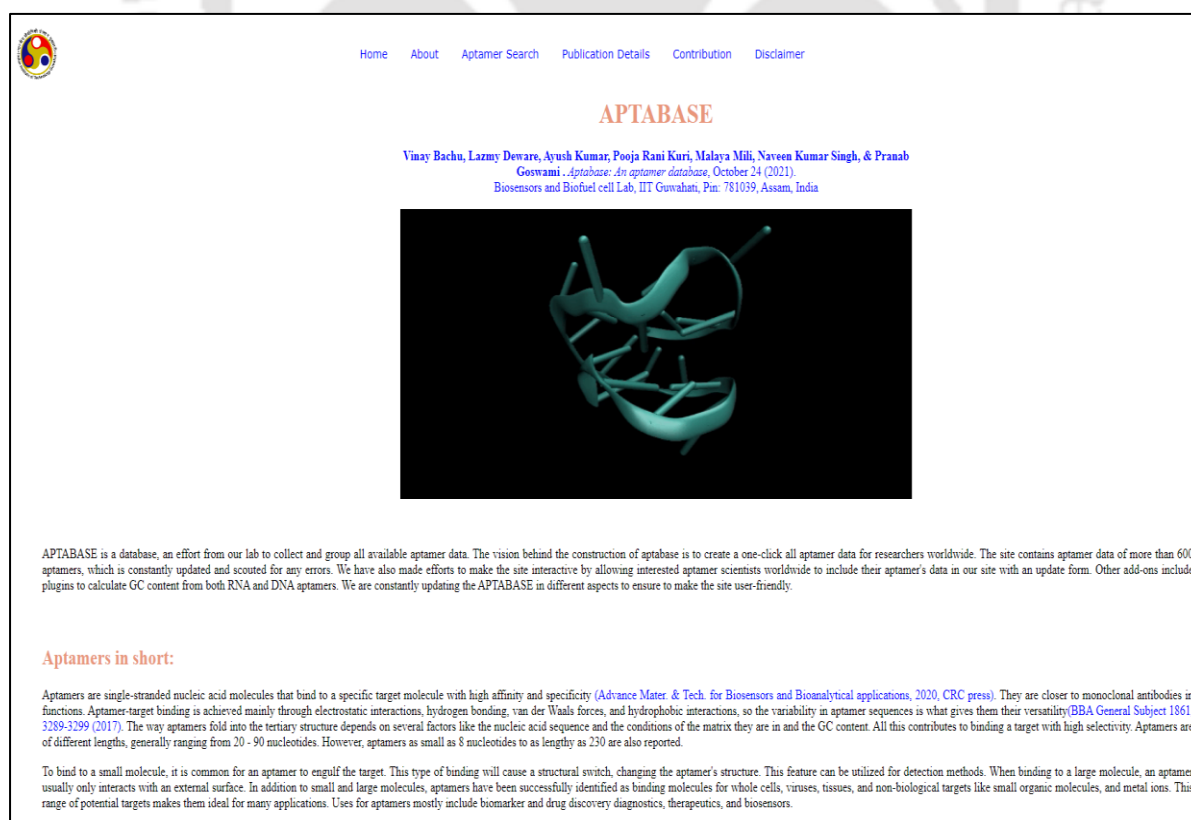 Home About Aptamer Search Publication Details Contribution Disclaimer
APTABASE
Vinay Bachu, Lazmy Deware, Ayush Kumar, Pooja Rani Kuri, Malaya Mili, Naveen Kumar Singh, & Pranab
Goswami . Aptabase: An aptamer database, October 24 (2021).
Biosensors and Biofuel cell Lab, IIT Guwahati, Pin: 781039, Assam, India
APTABASE is a database, an effort from our lab to collect and group all available aptamer data. The vision behind the construction of aptabase is to create a one-click all aptamer data for researchers worldwide. The site contains aptamer data of more than 600
aptamers, which is constantly updated and scouted for any errors. We have also made efforts to make the site interactive by allowing interested aptamer scientists worldwide to include their aptamer's data in our site with an update form. Other add-ons include
plugins to calculate GC content from both RNA and DNA aptamers. We are constantly updating the APTABASE in different aspects to ensure to make the site user-friendly.
Aptamers in short:
Aptamers are single-stranded nucleic acid molecules that bind to a specific target molecule with high affinity and specificity (Advance Mater. & Tech. for Biosensors and Bioanalytical applications, 2020, CRC press). They are closer to monoclonal antibodies in
functions. Aptamer-target binding is achieved mainly through electrostatic interactions, hydrogen bonding, van der Waals forces, and hydrophobic interactions, so the variability in aptamer sequences is what gives them their versatility(BBA General Subject 1861
3289-3299 (2017). The way aptamers fold into the tertiary structure depends on several factors like the nucleic acid sequence and the conditions of the matrix they are in and the GC content. All this contributes to binding a target with high selectivity. Aptamers are
of different lengths, generally ranging from 20 - 90 nucleotides. However, aptamers as small as 8 nucleotides to as lengthy as 230 are also reported.
To bind to a small molecule, it is common for an aptamer to engulf the target. This type of binding will cause a structural switch, changing the aptamer's structure. This feature can be utilized for detection methods. When binding to a large molecule, an aptamer
usually only interacts with an external surface. In addition to small and large molecules, aptamers have been successfully identified as binding molecules for whole cells, viruses, tissues, and non-biological targets like small organic molecules, and metal ions. This
range of potential targets makes them ideal for many applications. Uses for aptamers mostly include biomarker and drug discovery diagnostics, therapeutics, and biosensors.